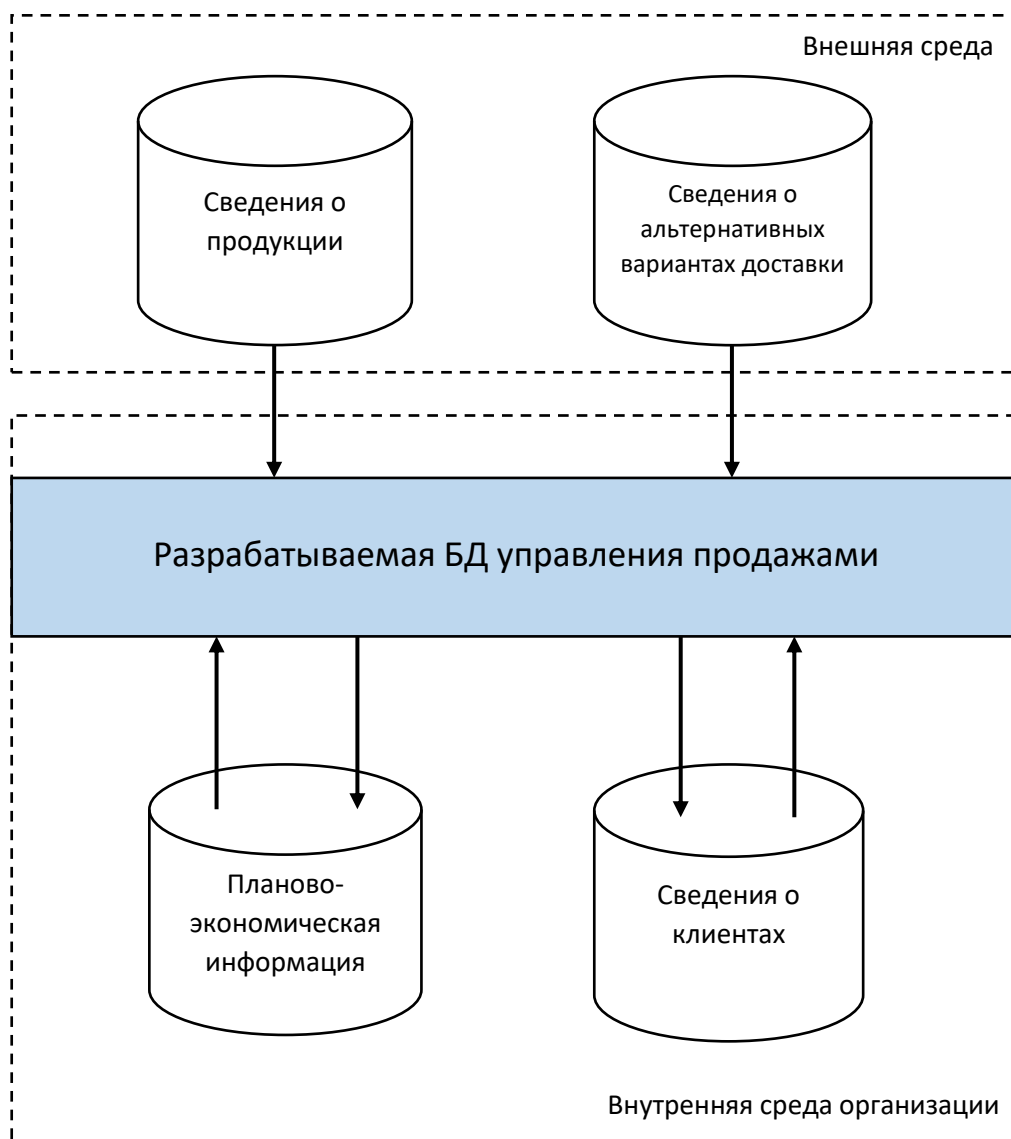 Внешняя среда
Сведения о
продукции
Сведения о
альтернативных
вариантах доставки
Разрабатываемая БД управления продажами
Планово-
экономическая
информация
Сведения о
клиентах
Внутренняя среда организации